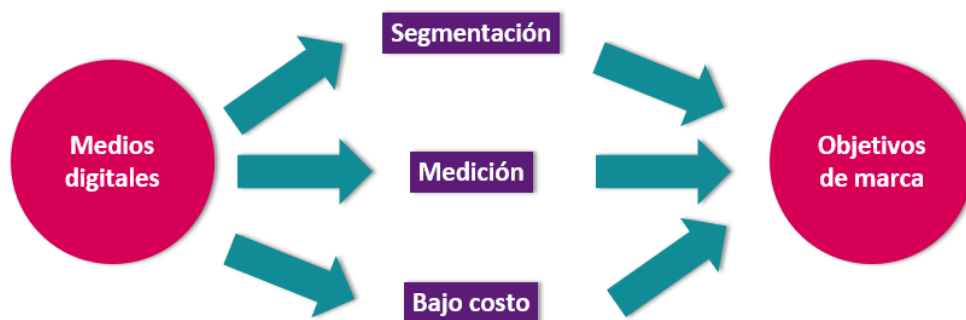 Segmentación
Medios
digitales
Medición
Objetivos
de marca
Bajo costo